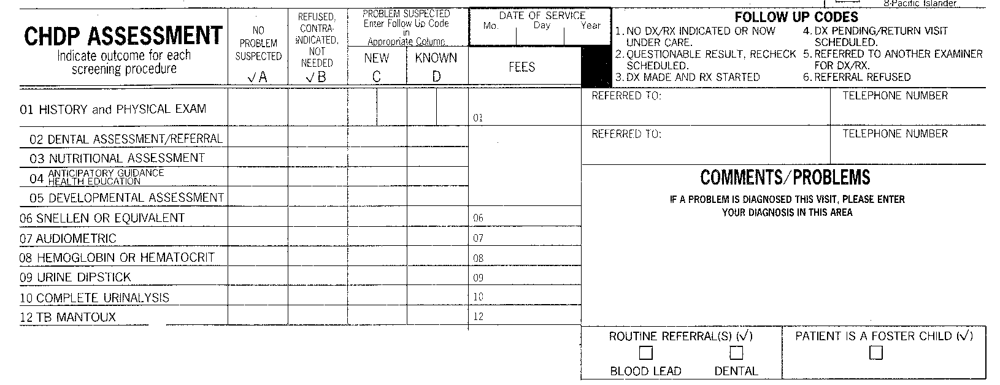 8-Pacific Islander
CHDP ASSESSMENT
Indicate outcome for each
screening procedure
NO
PROBLEM
SUSPECTED
√A
REFUSED,
CONTRA-
INDICATED,
NOT
NEEDED
√B
PROBLEM SUSPECTED
Enter Follow Up Code
in
Appropriate Column
NEW
C
KNOWN
D
DATE OF SERVICE
Mo. Day Year
FEES
FOLLOW UP CODES
1. NO DX/RX INDICATED OR NOW
UNDER CARE.
2. QUESTIONABLE RESULT, RECHECK
SCHEDULED.
3. DX MADE AND RX STARTED
4. DX PENDING/RETURN VISIT
SCHEDULED.
5. REFERRED TO ANOTHER EXAMINER
FOR DX/RX.
6. REFERRAL REFUSED
01 HISTORY and PHYSICAL EXAM
01
02 DENTAL ASSESSMENT/REFERRAL
03 NUTRITIONAL ASSESSMENT
04 ANTICIPATORY GUIDANCE
HEALTH EDUCATION
05 DEVELOPMENTAL ASSESSMENT
06 SNELLEN OR EQUIVALENT
06
07 AUDIOMETRIC
07
08 HEMOGLOBIN OR HEMATOCRIT
08
09 URINE DIPSTICK
09
10 COMPLETE URINALYSIS
10
12 TB MANTOUX
12
REFERRED TO:
TELEPHONE NUMBER
REFERRED TO:
TELEPHONE NUMBER
COMMENTS/PROBLEMS
IF A PROBLEM IS DIAGNOSED THIS VISIT, PLEASE ENTER
YOUR DIAGNOSIS IN THIS AREA
ROUTINE REFERRAL(S) (√)
BLOOD LEAD
DENTAL
PATIENT IS A FOSTER CHILD (√)